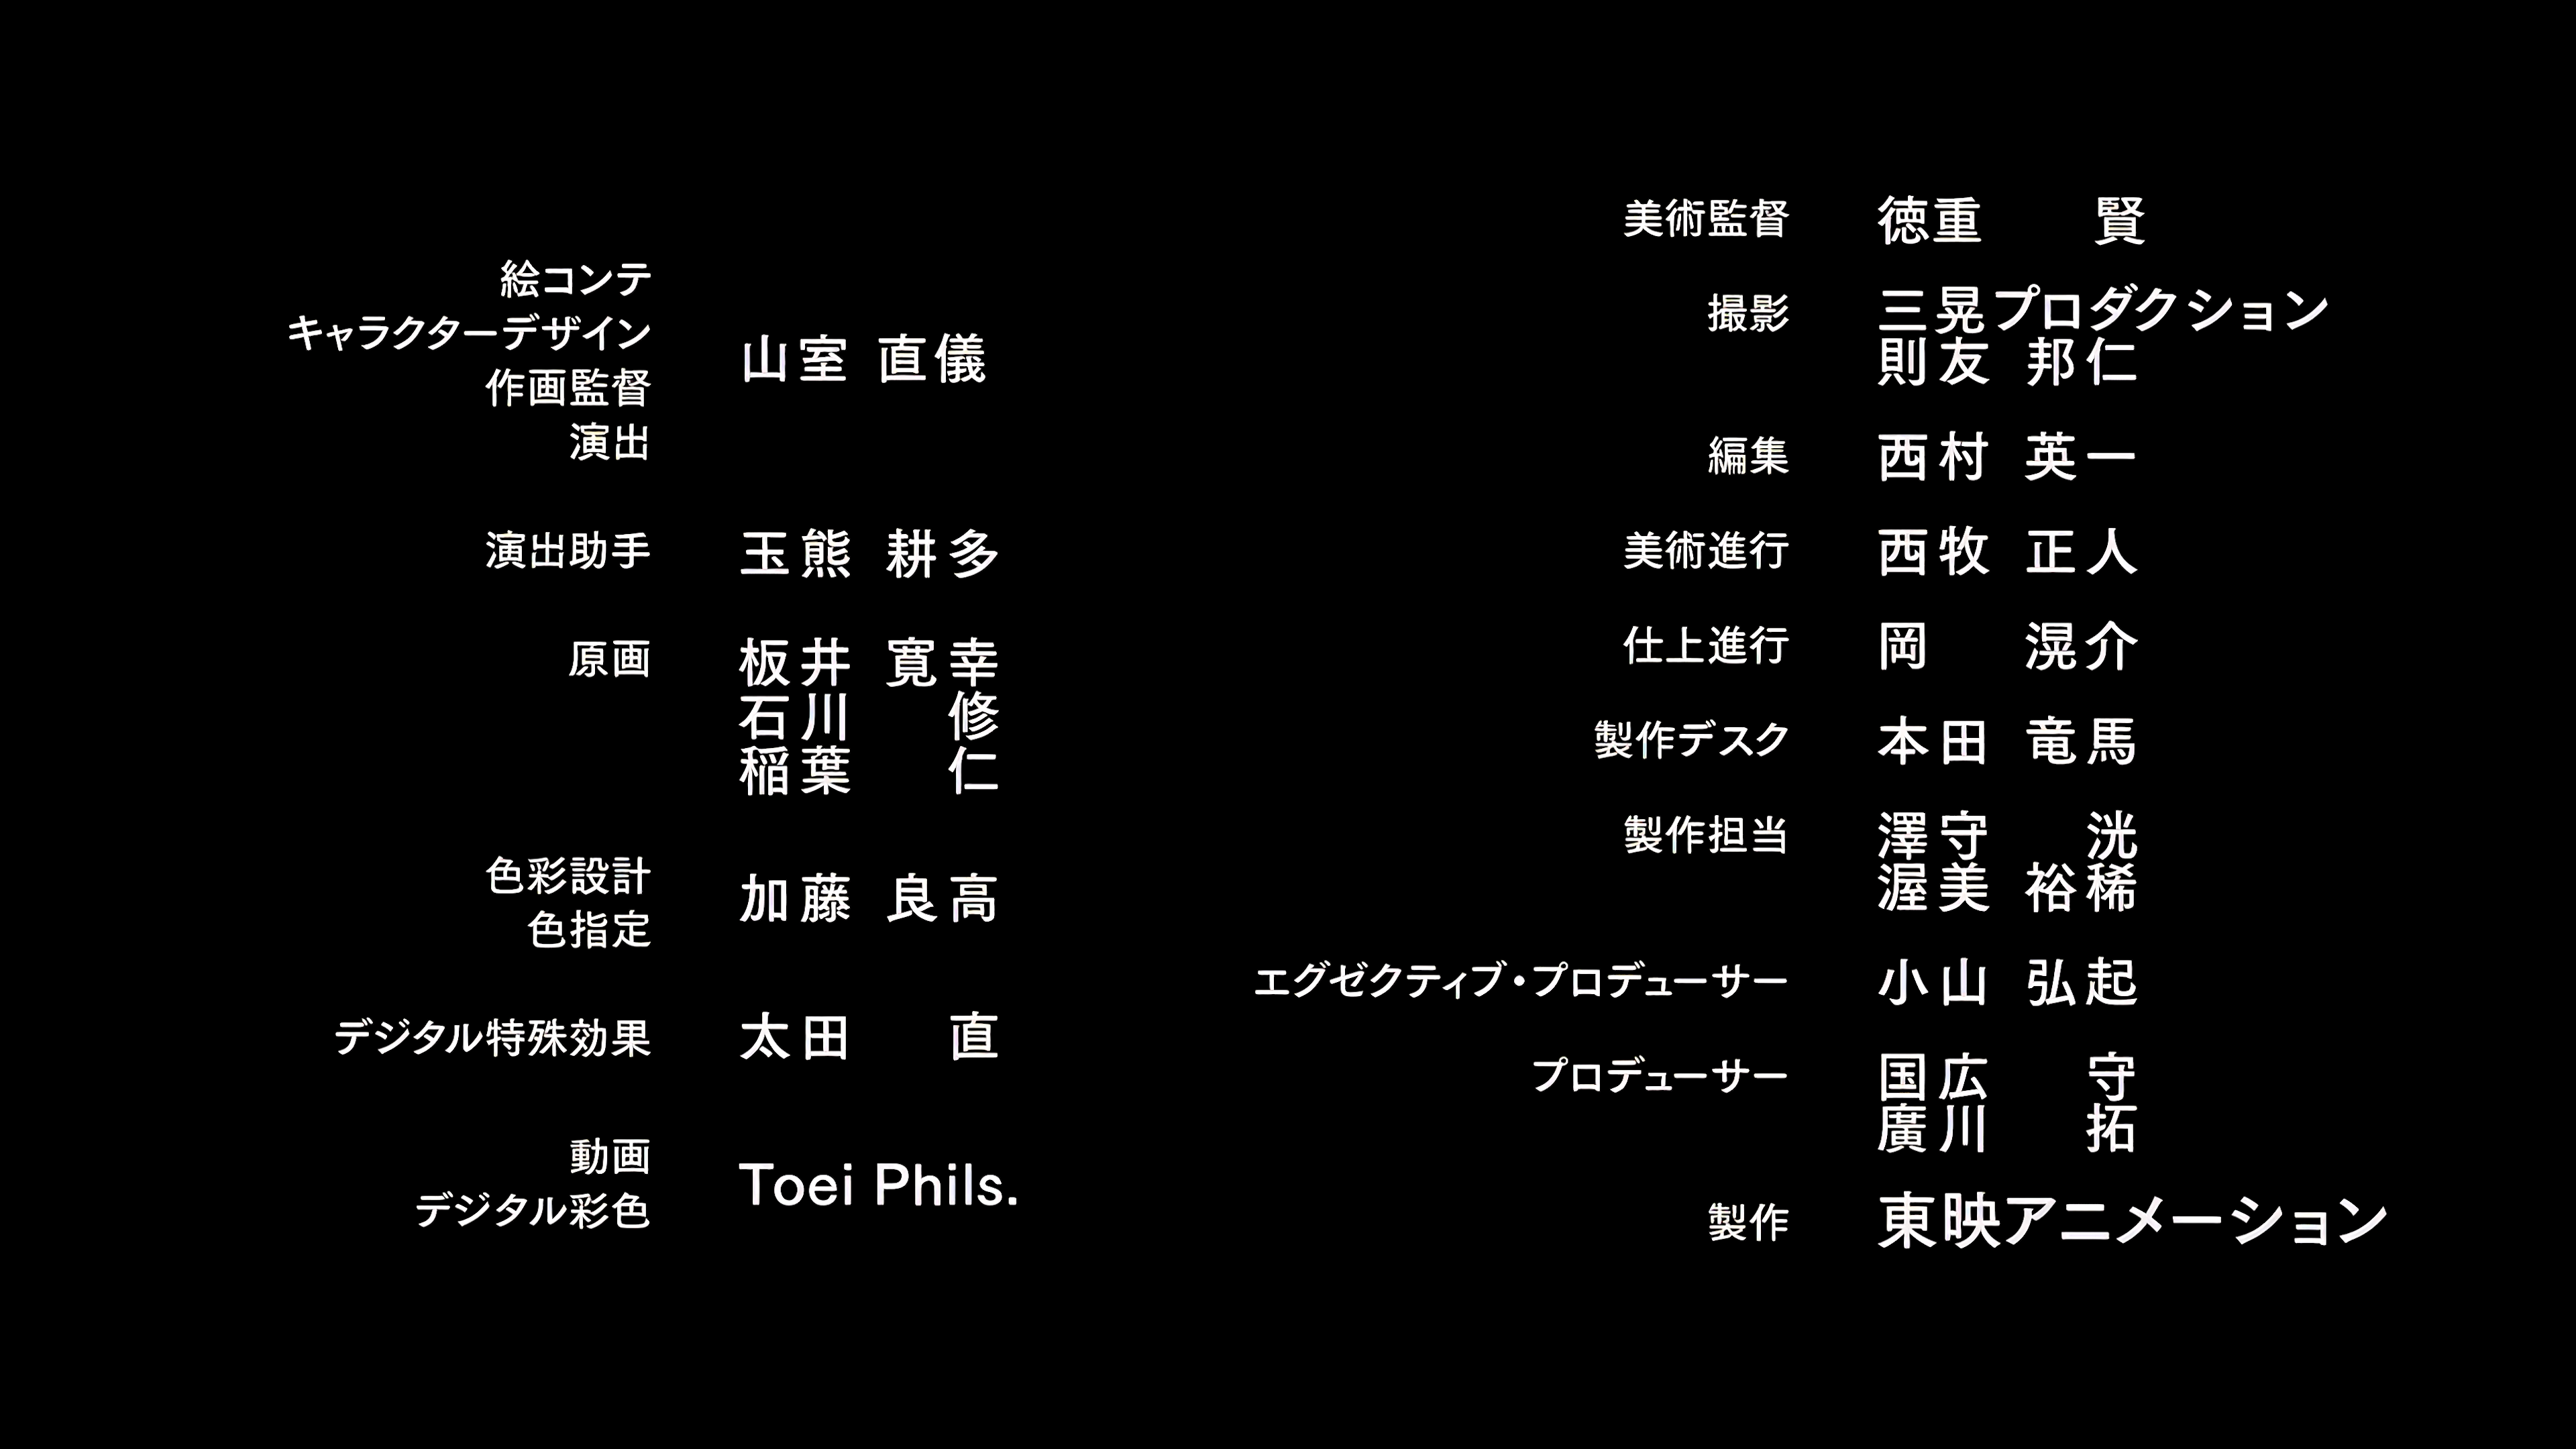 絵コンテ
キャラクターデザイン
作画監督
演出
山室 直儀
演出助手 玉熊 耕多
原画 板井 寛幸
石川 修
稲葉 仁
色彩設計
色指定
加藤 良高
デジタル特殊効果 太田 直
動画
デジタル彩色
Toei Phils.
美術監督 徳重 賢
撮影 三晃プロダクション
則友 邦仁
編集 西村 英一
美術進行 西牧 正人
仕上進行 岡 滉介
製作デスク 本田 竜馬
製作担当 澤守 洸
渥美 裕稀
エグゼクティブ・プロデューサー 小山 弘起
プロデューサー 国広 守
廣川 拓
製作 東映アニメーション